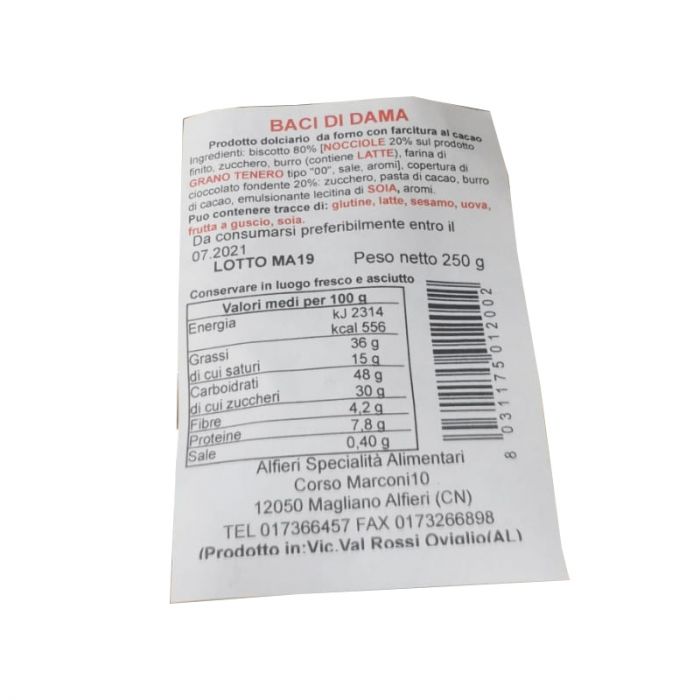 BACI DI DAMA
Prodotto dolciario da forno con farcitura al cacao
Ingredienti: biscotto 80% [NOCCIOLE 20% sul prodotto
finito, zucchero, burro (contiene LATTE), farina di
GRANO TENERO tipo "00", sale, aromi], copertura di
cioccolato fondente 20%: zucchero, pasta di cacao, burro
di cacao, emulsionante lecitina di SOIA, aromi.
Puo contenere tracce di: glutine, latte, sesamo, uova,
frutta a guscio, soia.
Da consumarsi preferibilmente entro il
07.2021
LOTTO MA19 Peso netto 250 g
Conservare in luogo fresco e asciutto
Valori medi per 100 g
Energia kJ 2314
kcal 556
Grassi 36 g
di cui saturi 15 g
Carboidrati 48 g
di cui zuccheri 30 g
Fibre 4,2 g
Proteine 7,8 g
Sale 0,40 g
8 031175 012002
Alfieri Specialità Alimentari
Corso Marconi10
12050 Magliano Alfieri (CN)
TEL 017366457 FAX 0173266898
(Prodotto in:Vic.Val Rossi Oviglio(AL)